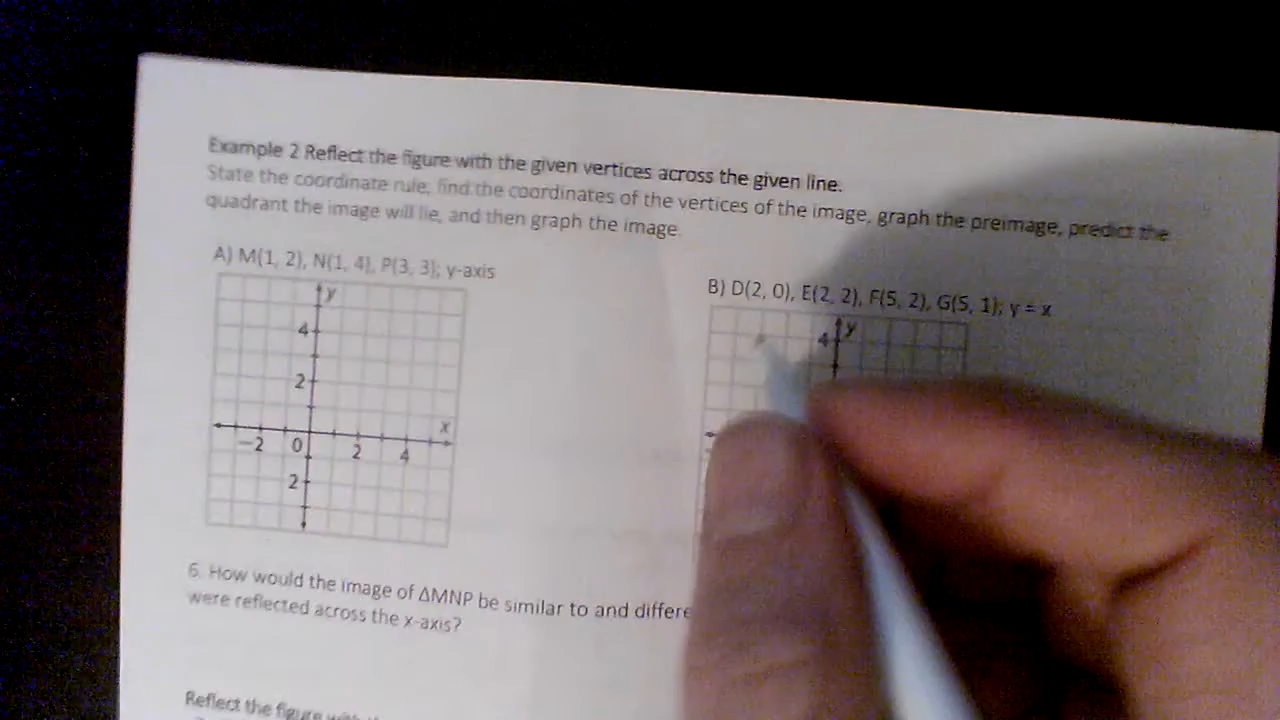 Example 2 Reflect the figure with the given vertices across the given line.
State the coordinate rule, find the coordinates of the vertices of the image, graph the preimage, predict the
quadrant the image will lie, and then graph the image.
A) M(1, 2), N(1, 4), P(3, 3); y-axis
B) D(2, 0), E(2, 2), F(5, 2), G(5, 1); y = x
y
4
2
x
−2 0 2 4
2
4 y
6. How would the image of ΔMNP be similar to and differe
were reflected across the x-axis?
Reflect the figure